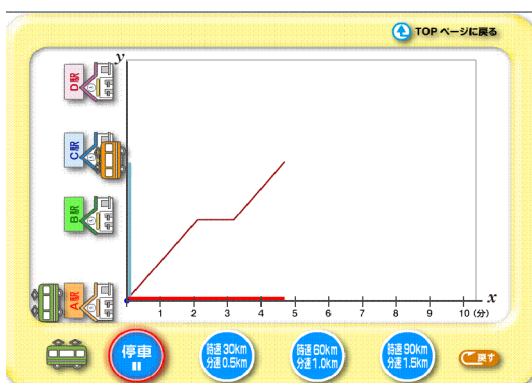 TOP ページに戻る
y
D駅
C駅
B駅
A駅
x
1 2 3 4 5 6 7 8 9 10 (分)
停車
時速30km
分速0.5km
時速60km
分速1.0km
時速90km
分速1.5km
戻す